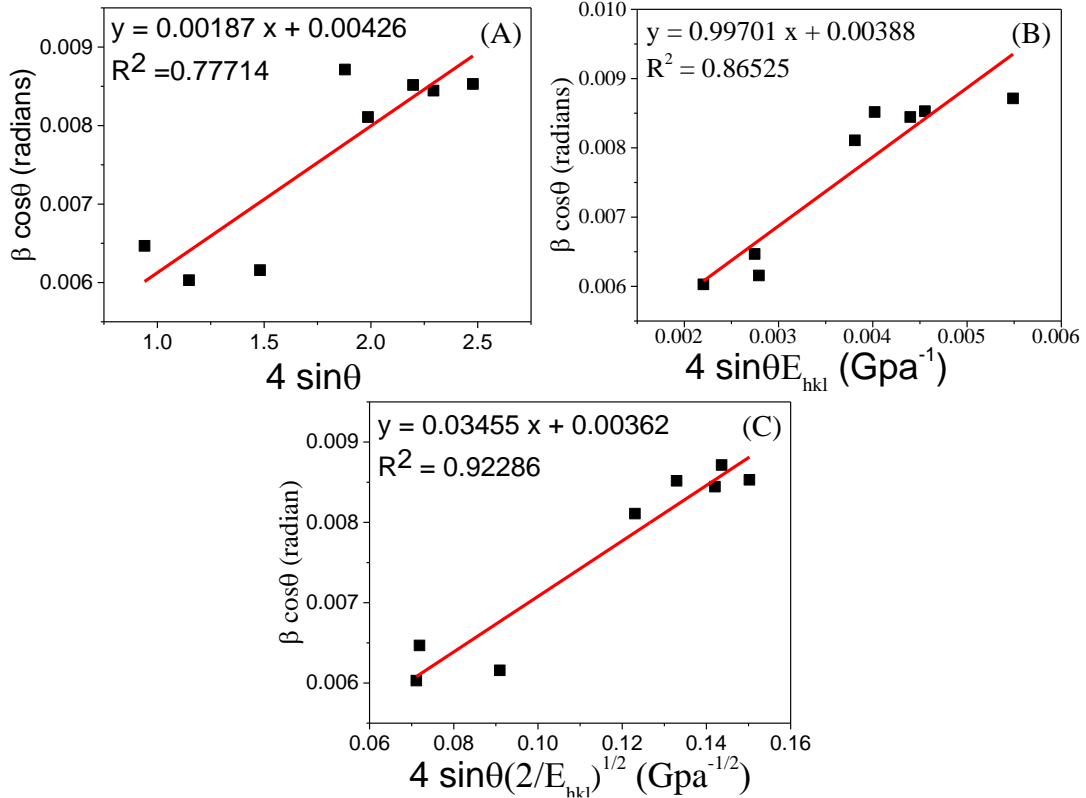 y = 0.00187 x + 0.00426
R² =0.77714
(A)
0.009
0.008
0.007
0.006
β cosθ (radians)
1.0 1.5 2.0 2.5
4 sinθ
y = 0.99701 x + 0.00388
R² = 0.86525
(B)
0.010
0.009
0.008
0.007
0.006
β cosθ (radians)
0.002 0.003 0.004 0.005 0.006
4 sinθE_hkl (Gpa⁻¹)
y = 0.03455 x + 0.00362
R² = 0.92286
(C)
0.009
0.008
0.007
0.006
β cosθ (radian)
0.06 0.08 0.10 0.12 0.14 0.16
4 sinθ(2/E_hkl)^1/2 (Gpa^-1/2)